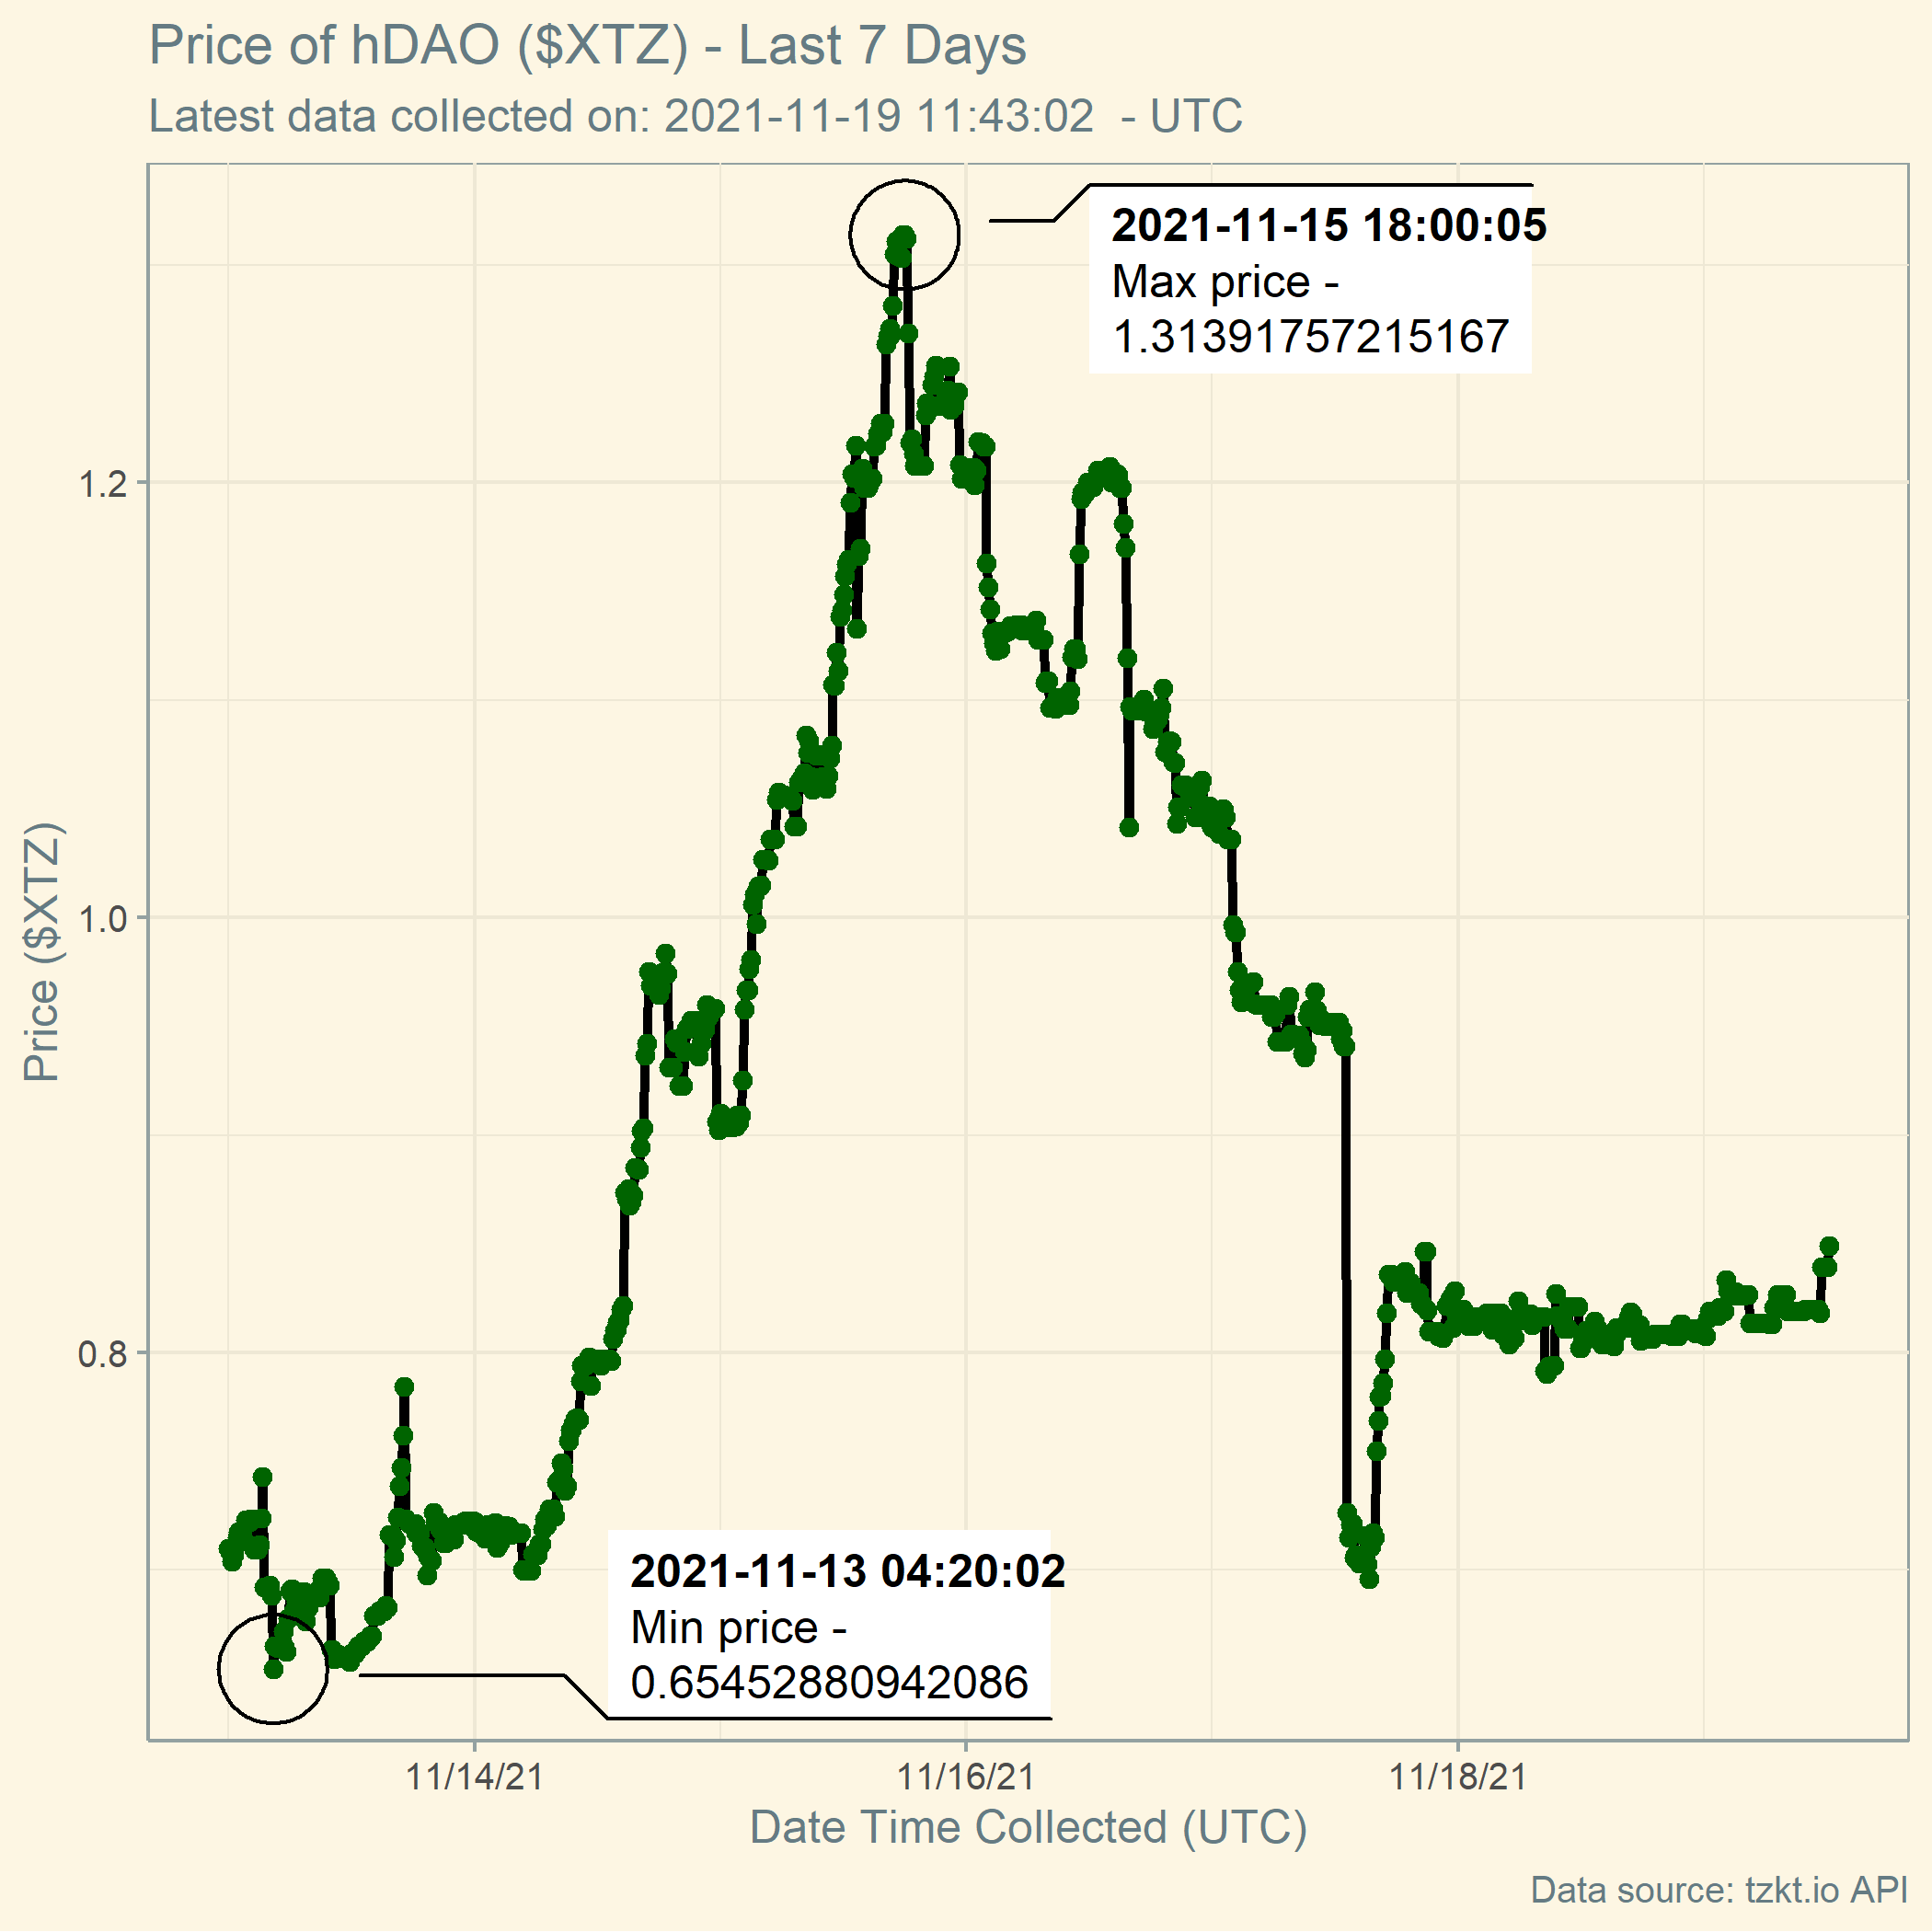 Price of hDAO ($XTZ) - Last 7 Days
Latest data collected on: 2021-11-19 11:43:02  - UTC
2021-11-15 18:00:05
Max price -
1.31391757215167
1.2
1.0
0.8
Price ($XTZ)
2021-11-13 04:20:02
Min price -
0.65452880942086
11/14/21
11/16/21
11/18/21
Date Time Collected (UTC)
Data source: tzkt.io API